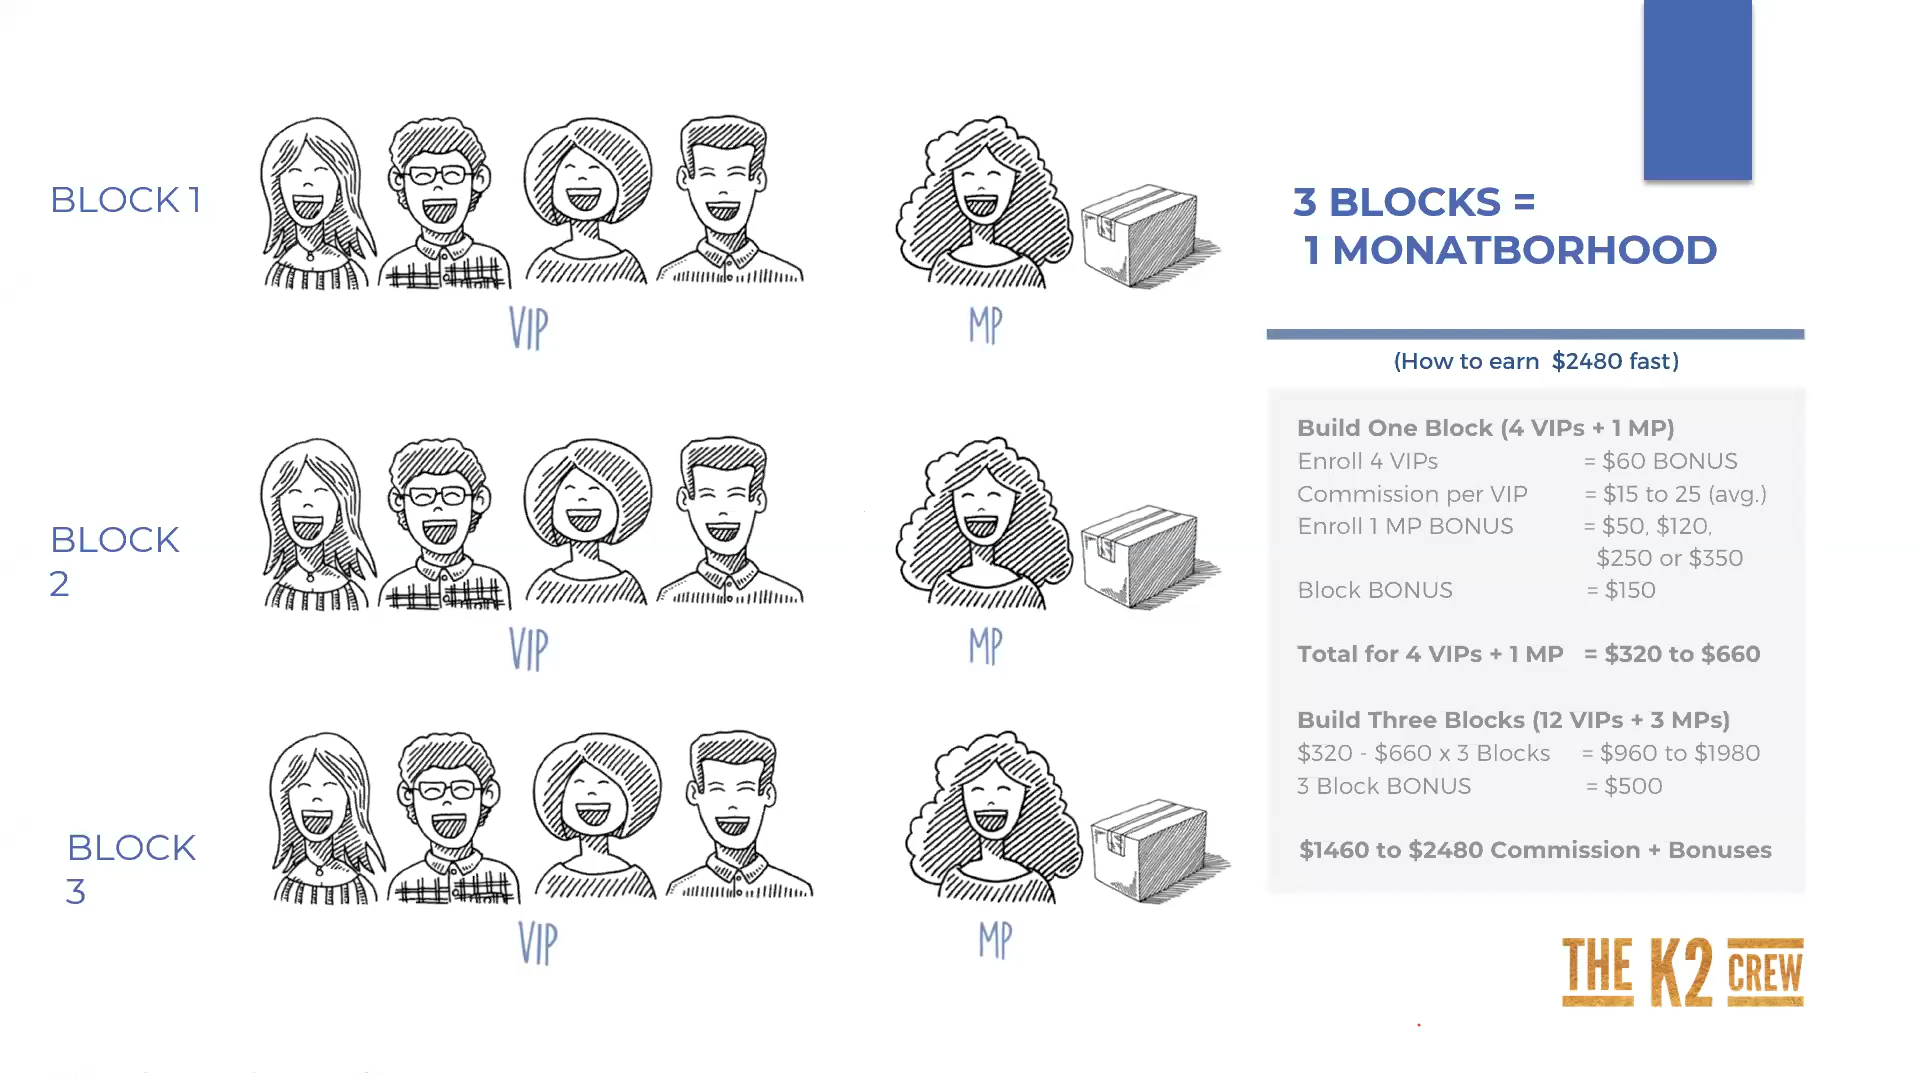 BLOCK 1
VIP
MP
BLOCK
2
VIP
MP
BLOCK
3
VIP
MP
3 BLOCKS =
1 MONATBORHOOD
(How to earn $2480 fast)
Build One Block (4 VIPs + 1 MP)
Enroll 4 VIPs = $60 BONUS
Commission per VIP = $15 to 25 (avg.)
Enroll 1 MP BONUS = $50, $120,
$250 or $350
Block BONUS = $150
Total for 4 VIPs + 1 MP = $320 to $660
Build Three Blocks (12 VIPs + 3 MPs)
$320 - $660 x 3 Blocks = $960 to $1980
3 Block BONUS = $500
$1460 to $2480 Commission + Bonuses
THE K2 CREW